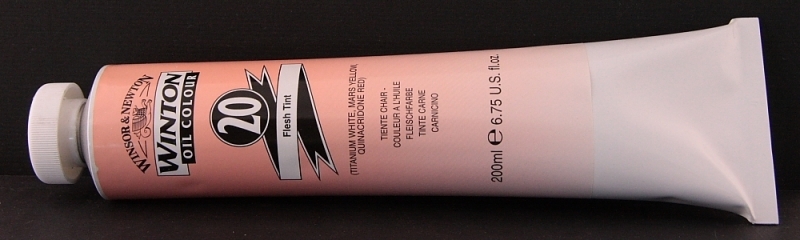 WINSOR & NEWTON
WINTON
OIL COLOUR
20
Flesh Tint
(TITANIUM WHITE, MARS YELLOW,
QUINACRIDONE RED)
TIENTE CHAIR -
COULEUR A L'HUILE
FLEISCHFARBE
TINTE CARNE
CARNICINO
200ml e 6.75 U.S. fl.oz.